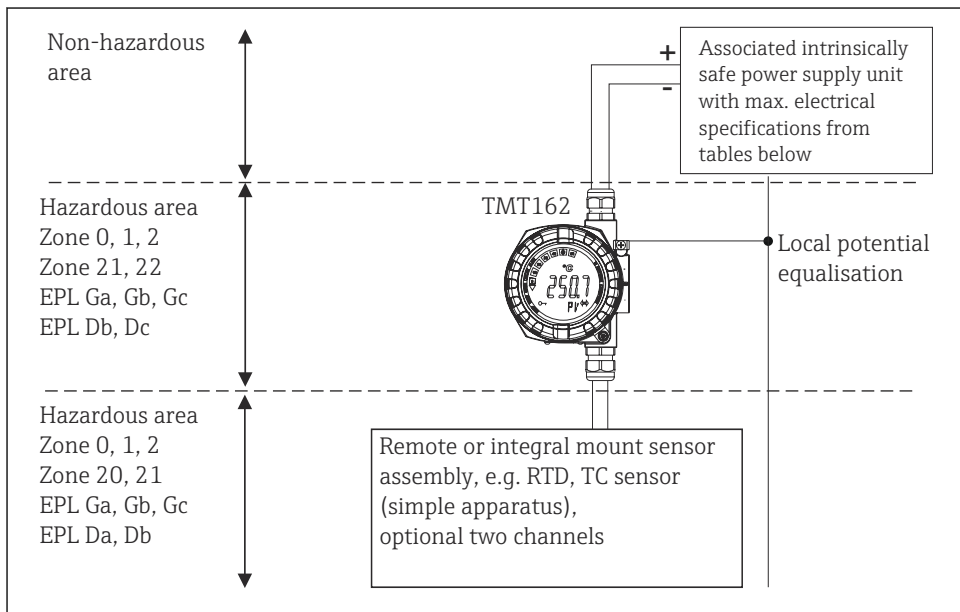 Non-hazardous
area
+
-
Associated intrinsically
safe power supply unit
with max. electrical
specifications from
tables below
Hazardous area
Zone 0, 1, 2
Zone 21, 22
EPL Ga, Gb, Gc
EPL Db, Dc
TMT162
°C
250.7
PV
Local potential
equalisation
Hazardous area
Zone 0, 1, 2
Zone 20, 21
EPL Ga, Gb, Gc
EPL Da, Db
Remote or integral mount sensor
assembly, e.g. RTD, TC sensor
(simple apparatus),
optional two channels